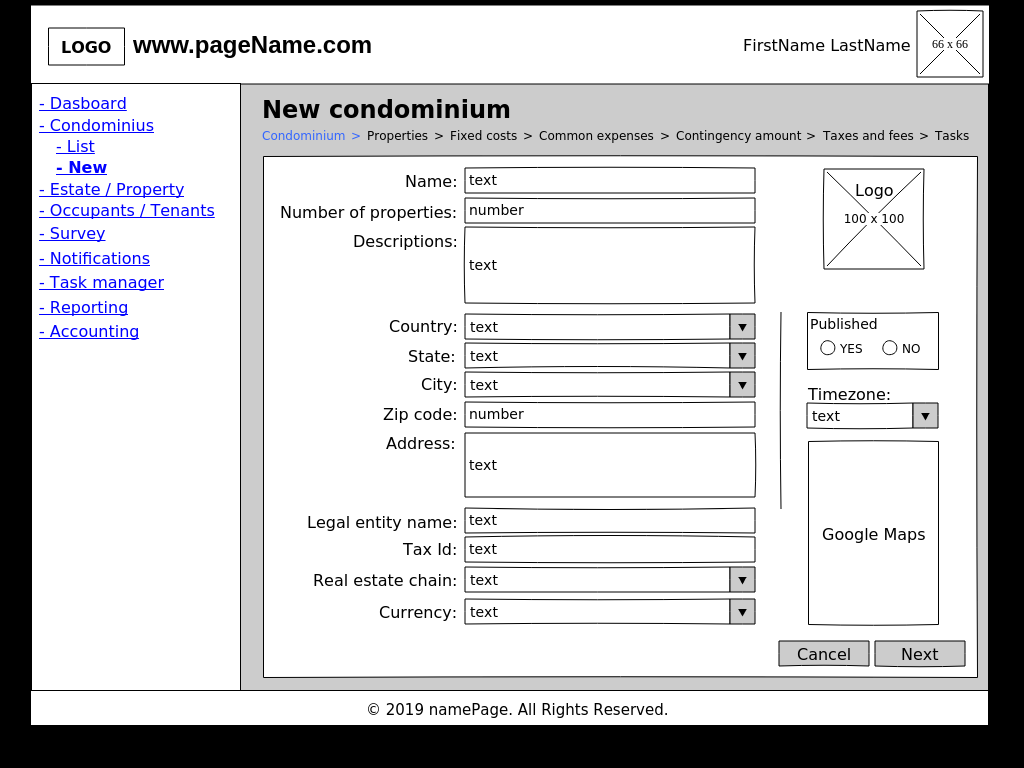 LOGO www.pageName.com FirstName LastName 66 x 66
- Dasboard
- Condominius
- List
- New
- Estate / Property
- Occupants / Tenants
- Survey
- Notifications
- Task manager
- Reporting
- Accounting
New condominium
Condominium > Properties > Fixed costs > Common expenses > Contingency amount > Taxes and fees > Tasks
Name: text
Number of properties: number
Descriptions: text
Country: text
State: text
City: text
Zip code: number
Address: text
Legal entity name: text
Tax Id: text
Real estate chain: text
Currency: text
Logo
100 x 100
Published
YES NO
Timezone:
text
Google Maps
Cancel Next
© 2019 namePage. All Rights Reserved.